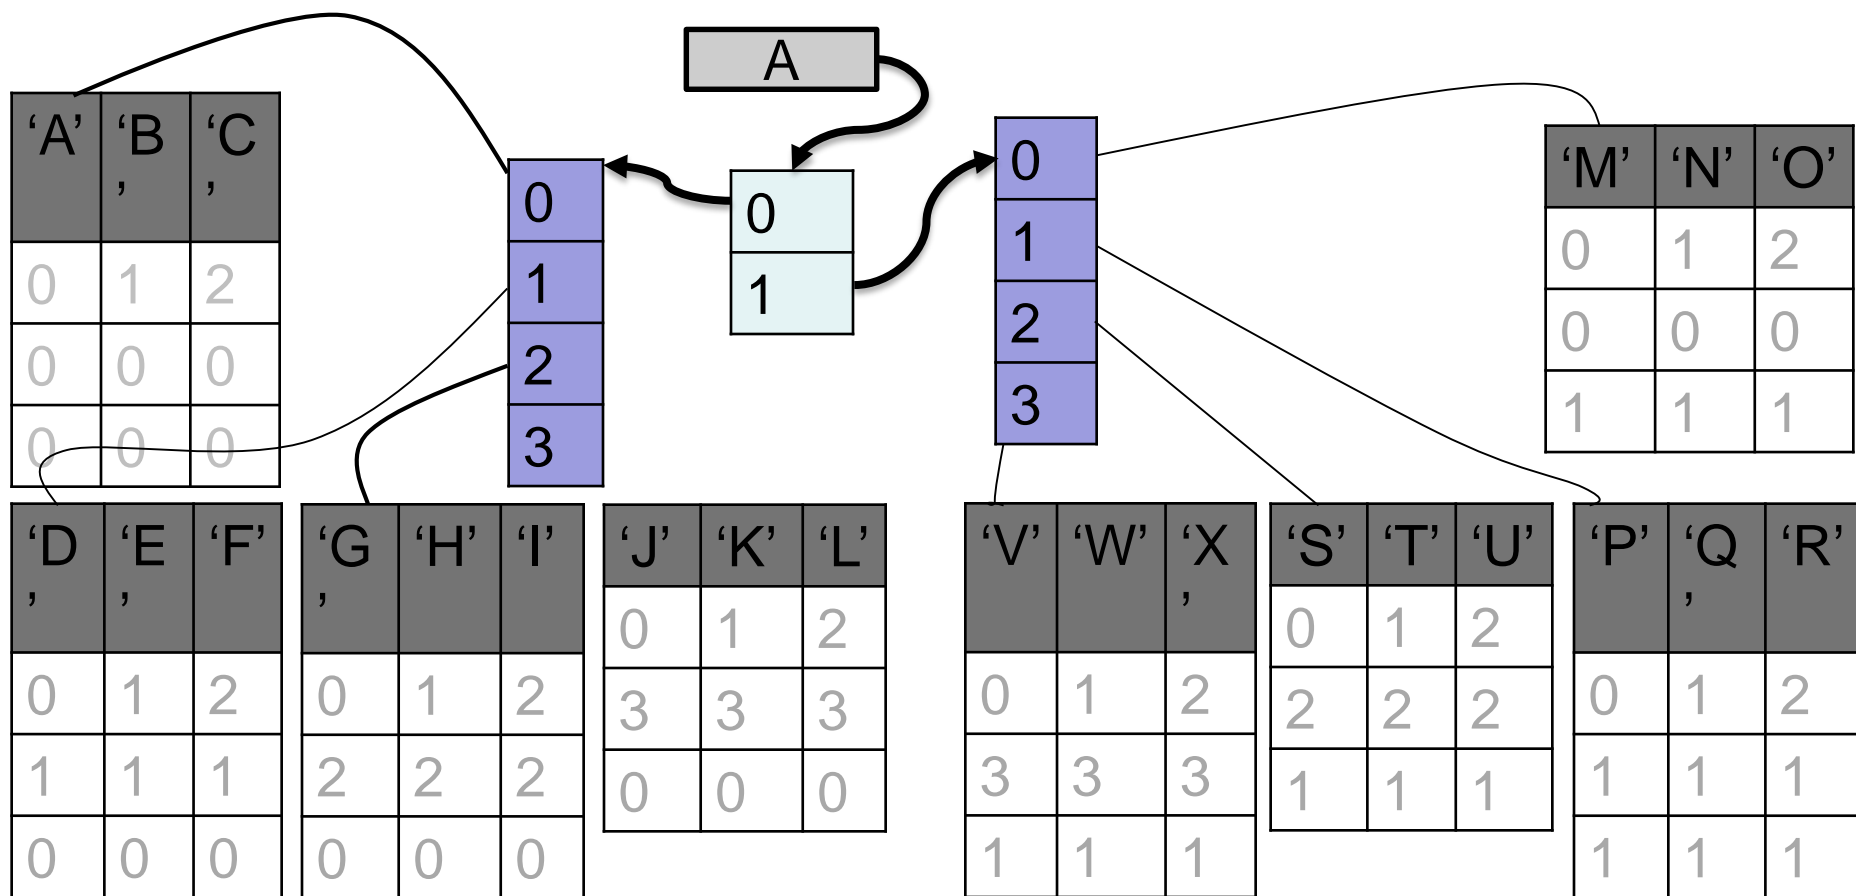 A
‘A’ ‘B’ ‘C’
0 1 2
0 0 0
0 0 0
0
1
2
3
0
1
0
1
2
3
‘M’ ‘N’ ‘O’
0 1 2
0 0 0
1 1 1
‘D’ ‘E’ ‘F’
0 1 2
1 1 1
0 0 0
‘G’ ‘H’ ‘I’
0 1 2
2 2 2
0 0 0
‘J’ ‘K’ ‘L’
0 1 2
3 3 3
0 0 0
‘V’ ‘W’ ‘X’
0 1 2
3 3 3
1 1 1
‘S’ ‘T’ ‘U’
0 1 2
2 2 2
1 1 1
‘P’ ‘Q’ ‘R’
0 1 2
1 1 1
1 1 1